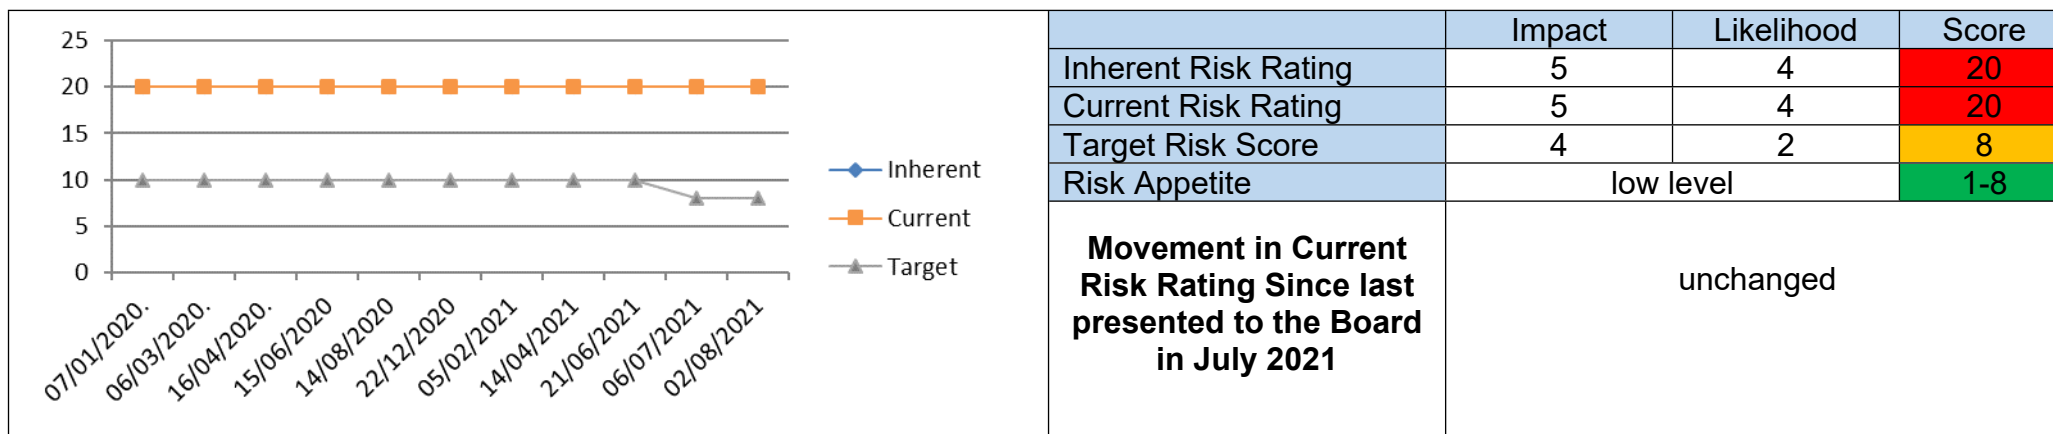 25
20
15
10
5
0
07/01/2020.
06/03/2020.
16/04/2020.
15/06/2020
14/08/2020
22/12/2020
05/02/2021
14/04/2021
21/06/2021
06/07/2021
02/08/2021
Inherent
Current
Target
Impact Likelihood Score
Inherent Risk Rating 5 4 20
Current Risk Rating 5 4 20
Target Risk Score 4 2 8
Risk Appetite low level 1-8
Movement in Current
Risk Rating Since last
presented to the Board
in July 2021
unchanged